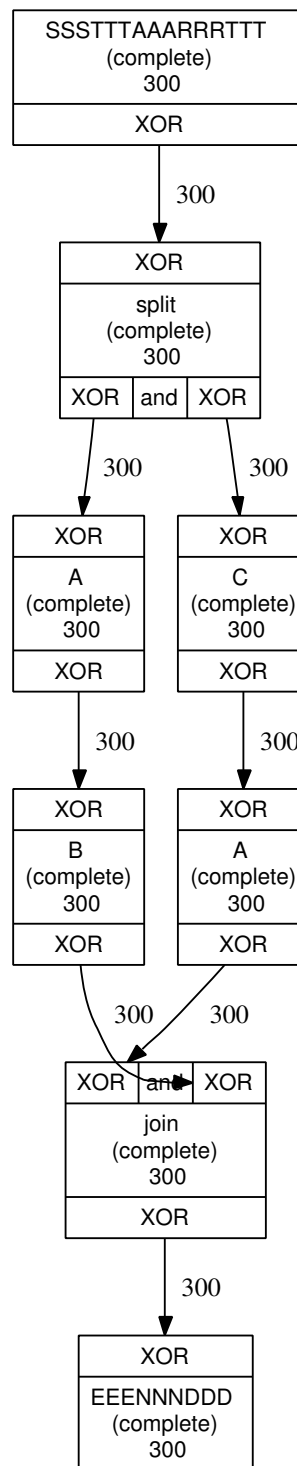 SSSTTTAAARRRTTT
(complete)
300
XOR
300
XOR
split
(complete)
300
XOR and XOR
300 300
XOR
A
(complete)
300
XOR
XOR
C
(complete)
300
XOR
300 300
XOR
B
(complete)
300
XOR
XOR
A
(complete)
300
XOR
300 300
XOR and XOR
join
(complete)
300
XOR
300
XOR
EEENNNDDD
(complete)
300